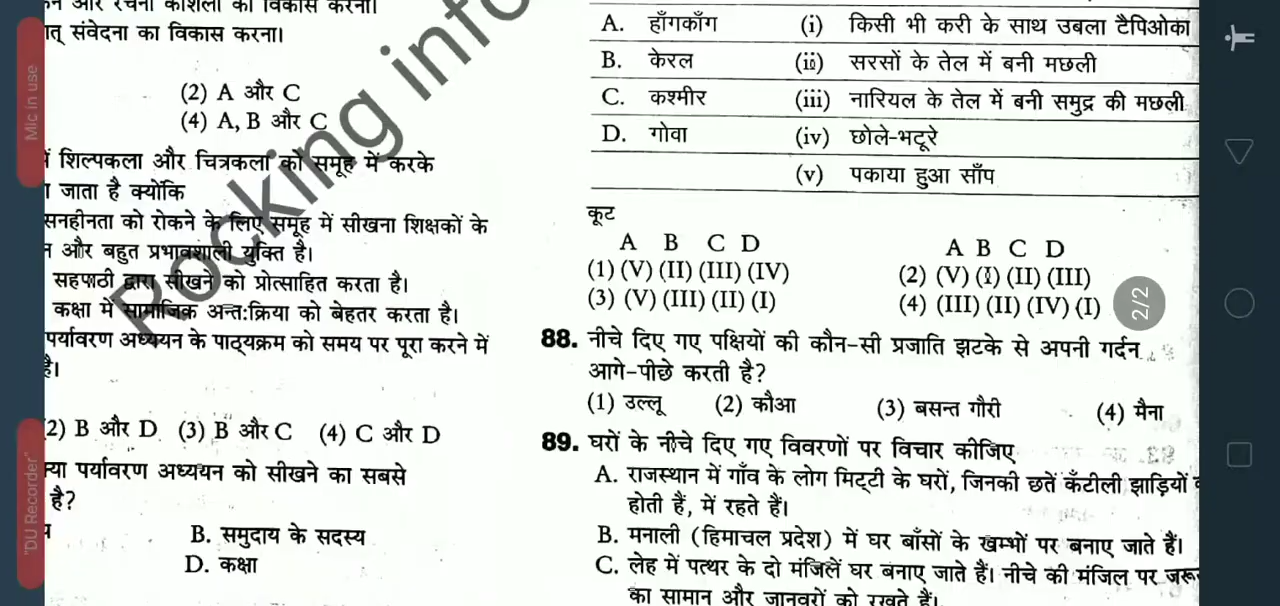 और रचना कौशलों का विकास करना।
संवेदना का विकास करना।
(2) A और C
(4) A, B और C
शिल्पकला और चित्रकला को समूह में करके
जाता है क्योंकि
सनहीनता को रोकने के लिए समूह में सीखना शिक्षकों के
और बहुत प्रभावशाली युक्ति है।
सहपाठी द्वारा सीखने को प्रोत्साहित करता है।
कक्षा में सामाजिक अन्त:क्रिया को बेहतर करता है।
पर्यावरण अध्ययन के पाठ्यक्रम को समय पर पूरा करने में
है।
(2) B और D (3) B और C (4) C और D
पर्यावरण अध्ययन को सीखने का सबसे
है?
B. समुदाय के सदस्य
D. कक्षा
A. हाँगकाँग (i) किसी भी करी के साथ उबला टैपिओका
B. केरल (ii) सरसों के तेल में बनी मछली
C. कश्मीर (iii) नारियल के तेल में बनी समुद्र की मछली
D. गोवा (iv) छोले-भटूरे
(v) पकाया हुआ साँप
कूट
A B C D A B C D
(1) (V) (II) (III) (IV) (2) (V) (I) (II) (III)
(3) (V) (III) (II) (I) (4) (III) (II) (IV) (I)
88. नीचे दिए गए पक्षियों की कौन-सी प्रजाति झटके से अपनी गर्दन
आगे-पीछे करती है?
(1) उल्लू (2) कौआ (3) बसन्त गौरी (4) मैना
89. घरों के नीचे दिए गए विवरणों पर विचार कीजिए
A. राजस्थान में गाँव के लोग मिट्टी के घरों, जिनकी छतें कँटीली झाड़ियों
होती हैं, में रहते हैं।
B. मनाली (हिमाचल प्रदेश) में घर बाँसों के खम्भों पर बनाए जाते हैं।
C. लेह में पत्थर के दो मंजिलें घर बनाए जाते हैं। नीचे की मंजिल पर जरू
का सामान और जानवरों को रखते हैं।
Rocking info
Mic in use
"DU Recorder"
2/2